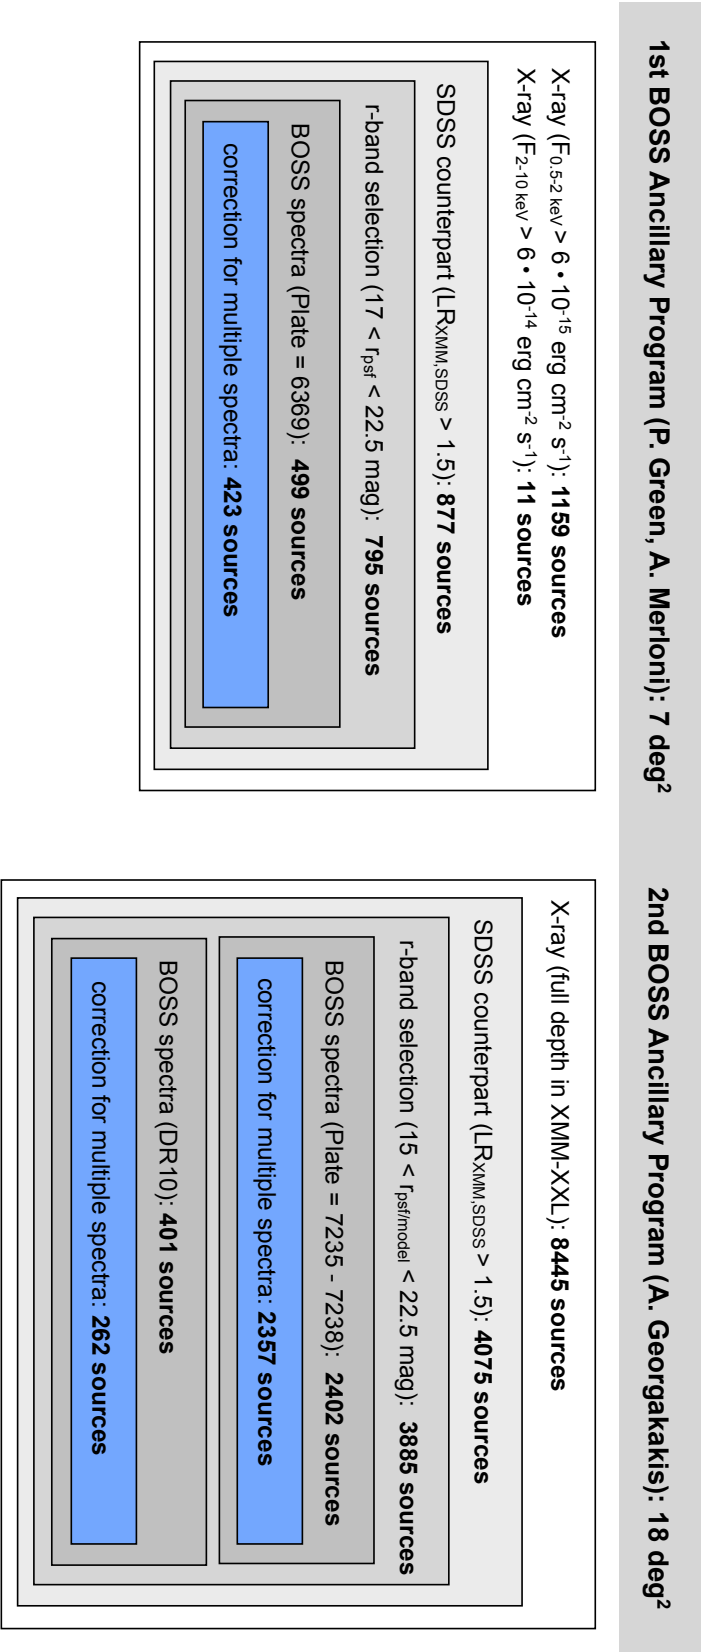 1st BOSS Ancillary Program (P. Green, A. Merloni): 7 deg²
X-ray (F0.5-2 keV > 6 • 10⁻¹⁵ erg cm⁻² s⁻¹): 1159 sources
X-ray (F2-10 keV > 6 • 10⁻¹⁴ erg cm⁻² s⁻¹): 11 sources
SDSS counterpart (LRXMM,SDSS > 1.5): 877 sources
r-band selection (17 < rpsf < 22.5 mag): 795 sources
BOSS spectra (Plate = 6369): 499 sources
correction for multiple spectra: 423 sources
2nd BOSS Ancillary Program (A. Georgakakis): 18 deg²
X-ray (full depth in XMM-XXL): 8445 sources
SDSS counterpart (LRXMM,SDSS > 1.5): 4075 sources
r-band selection (15 < rpsf/model < 22.5 mag): 3885 sources
BOSS spectra (Plate = 7235 - 7238): 2402 sources
correction for multiple spectra: 2357 sources
BOSS spectra (DR10): 401 sources
correction for multiple spectra: 262 sources